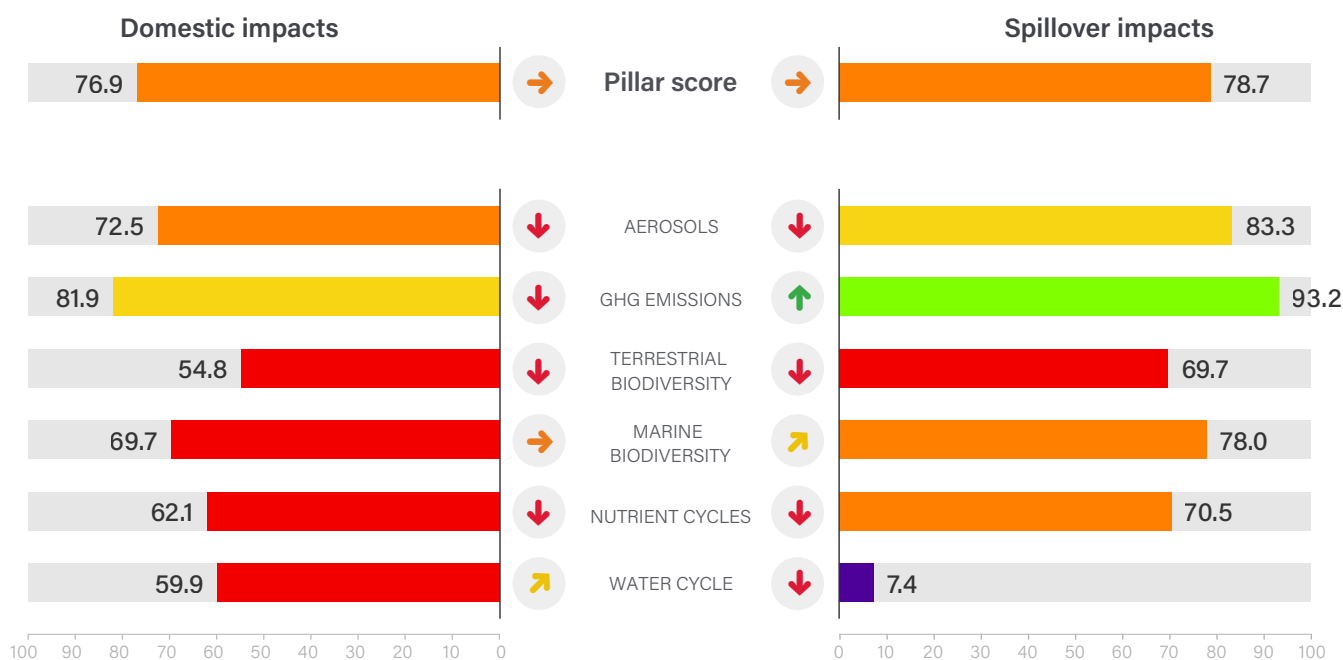 Domestic impacts Spillover impacts
76.9 Pillar score 78.7
72.5 AEROSOLS 83.3
81.9 GHG EMISSIONS 93.2
54.8 TERRESTRIAL 69.7
BIODIVERSITY
69.7 MARINE 78.0
BIODIVERSITY
62.1 NUTRIENT CYCLES 70.5
59.9 WATER CYCLE 7.4
100 90 80 70 60 50 40 30 20 10 0 0 10 20 30 40 50 60 70 80 90 100